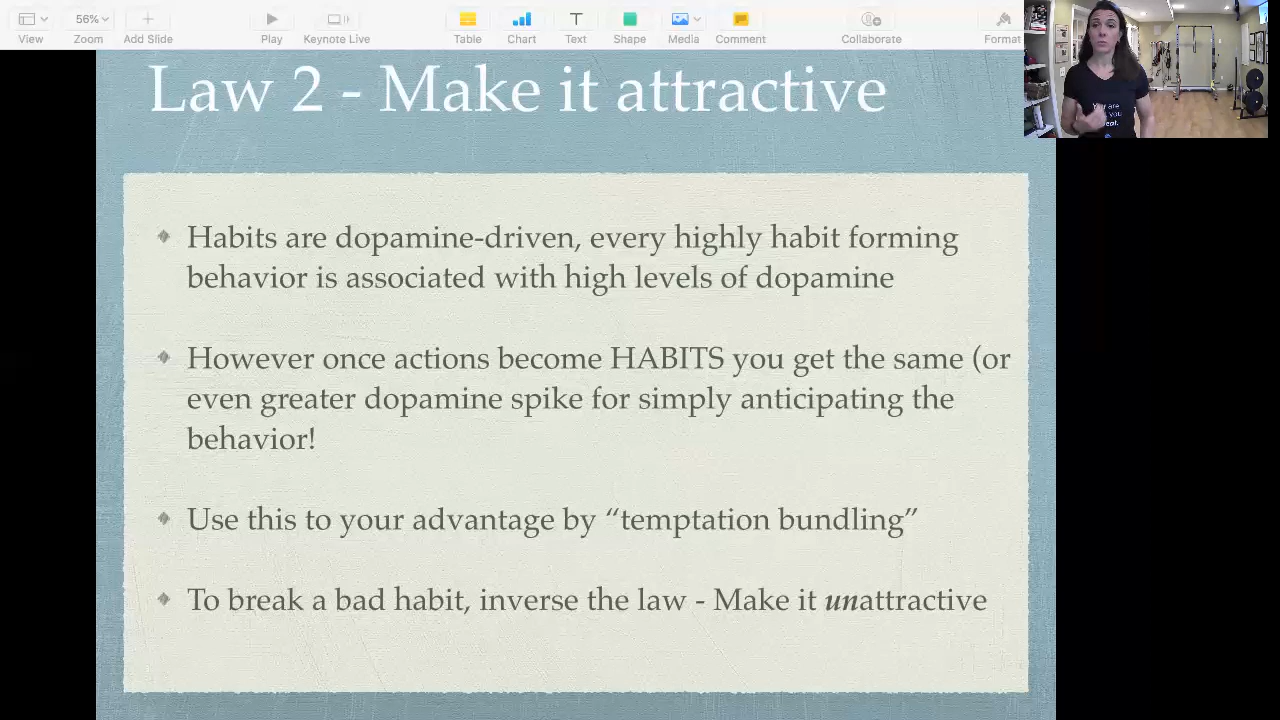 56%
View
Zoom
Add Slide
Play
Keynote Live
Table
Chart
Text
Shape
Media
Comment
Collaborate
Format
Law 2 - Make it attractive
Habits are dopamine-driven, every highly habit forming
behavior is associated with high levels of dopamine
However once actions become HABITS you get the same (or
even greater dopamine spike for simply anticipating the
behavior!
Use this to your advantage by “temptation bundling”
To break a bad habit, inverse the law - Make it unattractive